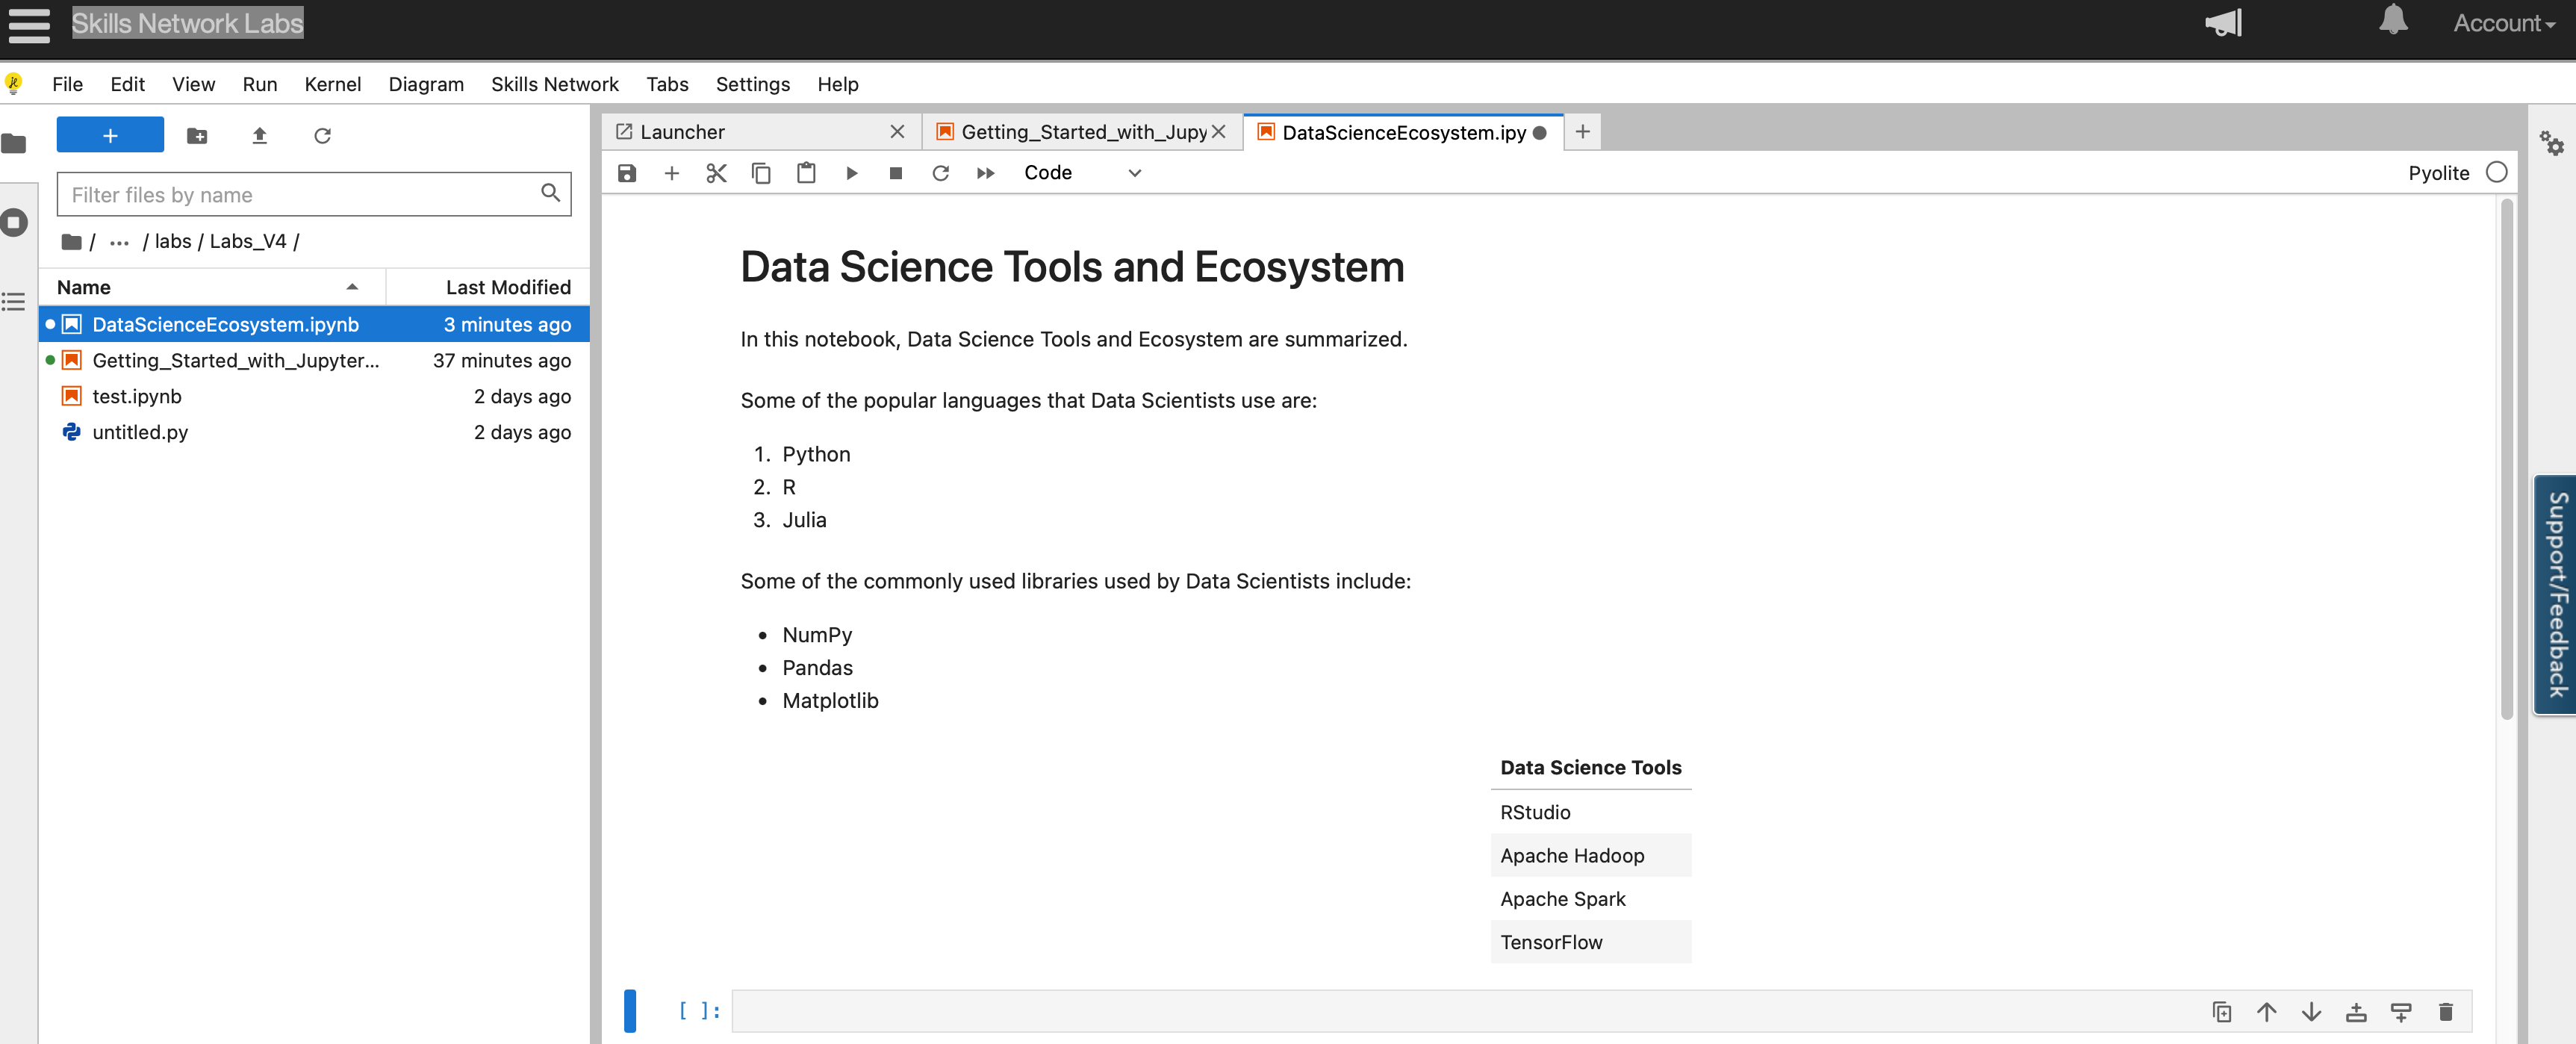 Skills Network Labs
Account
File Edit View Run Kernel Diagram Skills Network Tabs Settings Help
Filter files by name
/ ... / labs / Labs_V4 /
Name Last Modified
DataScienceEcosystem.ipynb 3 minutes ago
Getting_Started_with_Jupyter... 37 minutes ago
test.ipynb 2 days ago
untitled.py 2 days ago
Launcher Getting_Started_with_Jupy DataScienceEcosystem.ipy
Code Pyolite
Data Science Tools and Ecosystem
In this notebook, Data Science Tools and Ecosystem are summarized.
Some of the popular languages that Data Scientists use are:
1. Python
2. R
3. Julia
Some of the commonly used libraries used by Data Scientists include:
• NumPy
• Pandas
• Matplotlib
Data Science Tools
RStudio
Apache Hadoop
Apache Spark
TensorFlow
[ ]:
Support/Feedback